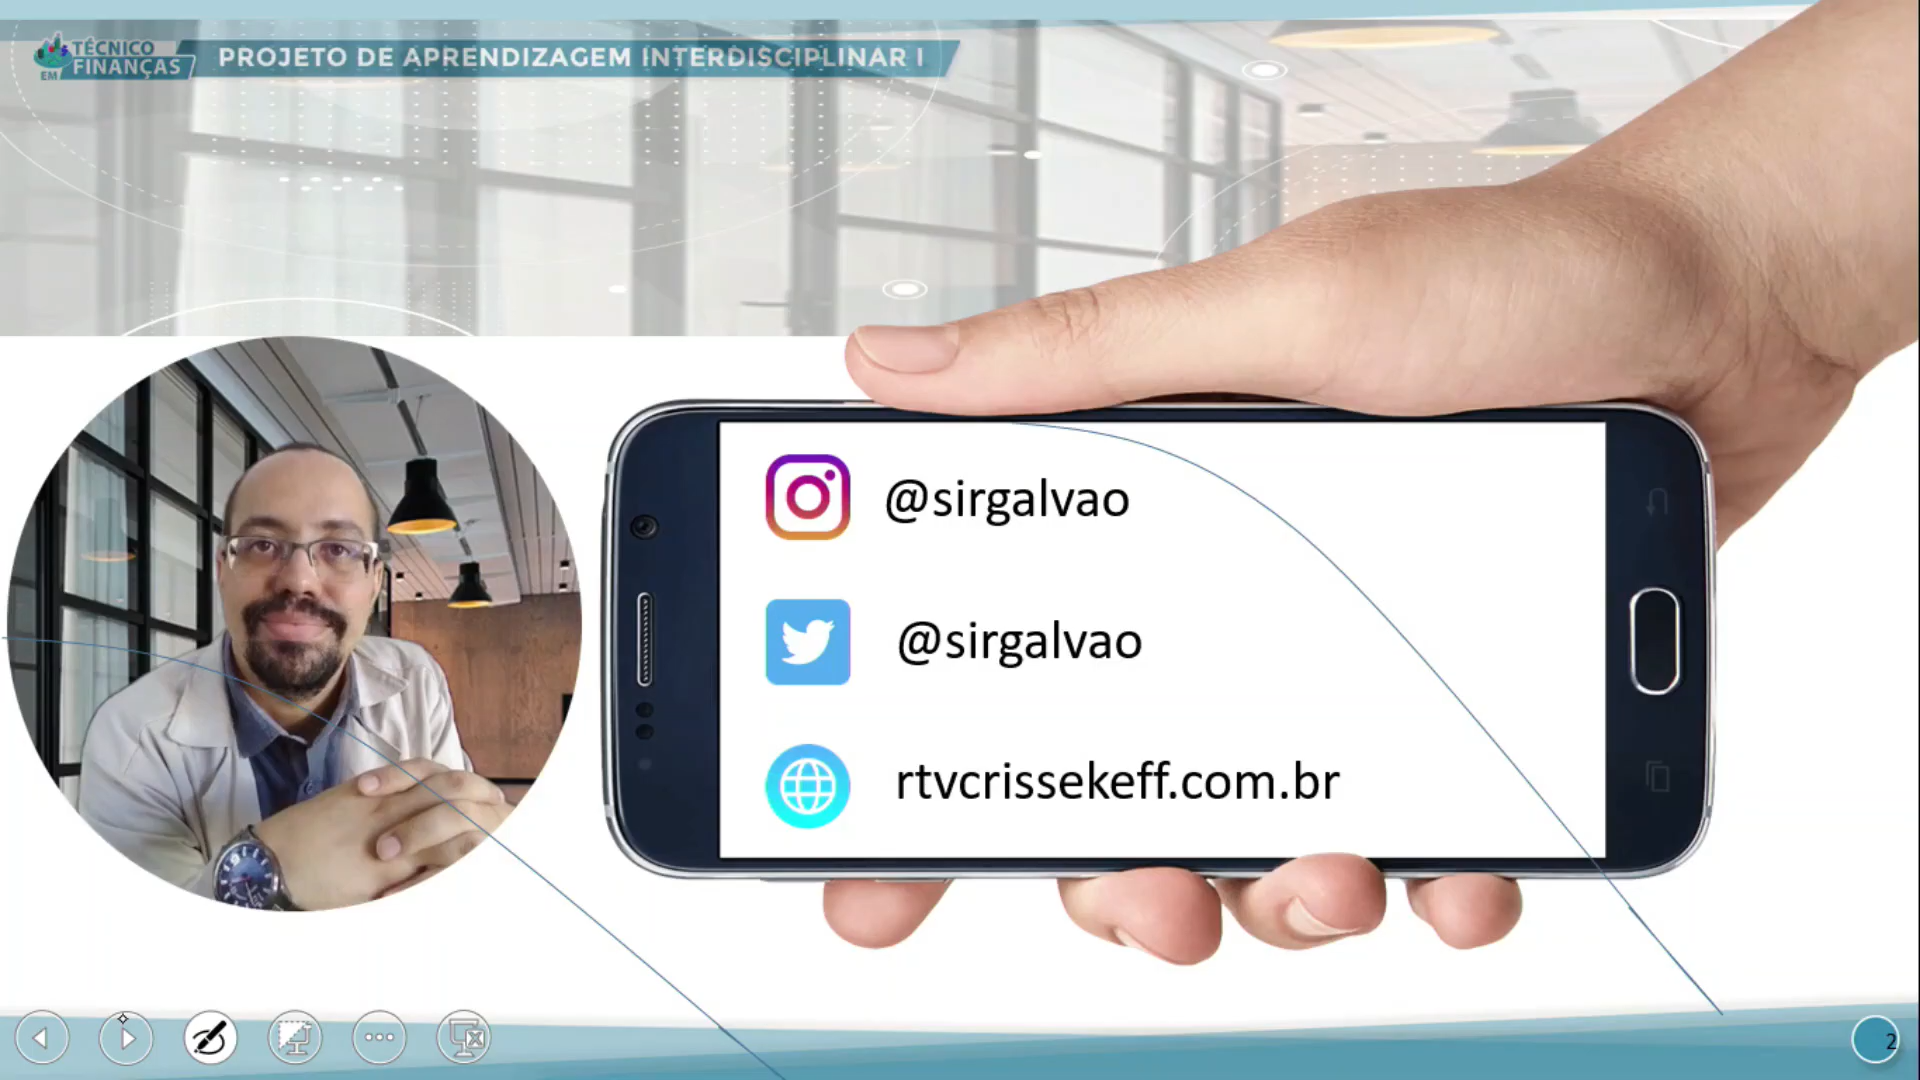 TÉCNICO
EM FINANÇAS
PROJETO DE APRENDIZAGEM INTERDISCIPLINAR I
@sirgalvao
@sirgalvao
rtvcrissekeff.com.br
2